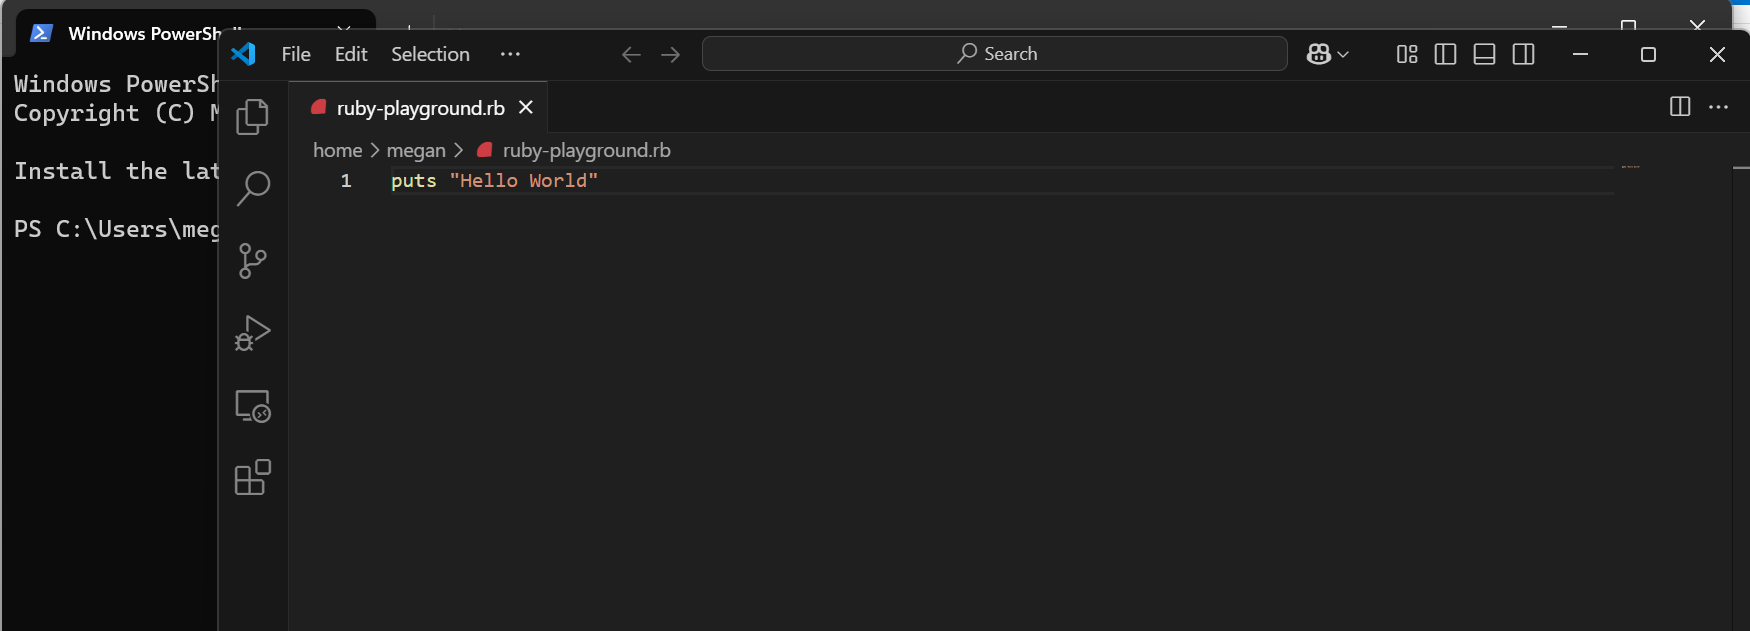 Windows PowerShell
Windows PowerSh
Copyright (C) M
Install the lat
PS C:\Users\meg
File Edit Selection ···
Search
ruby-playground.rb
home > megan > ruby-playground.rb
1 puts "Hello World"